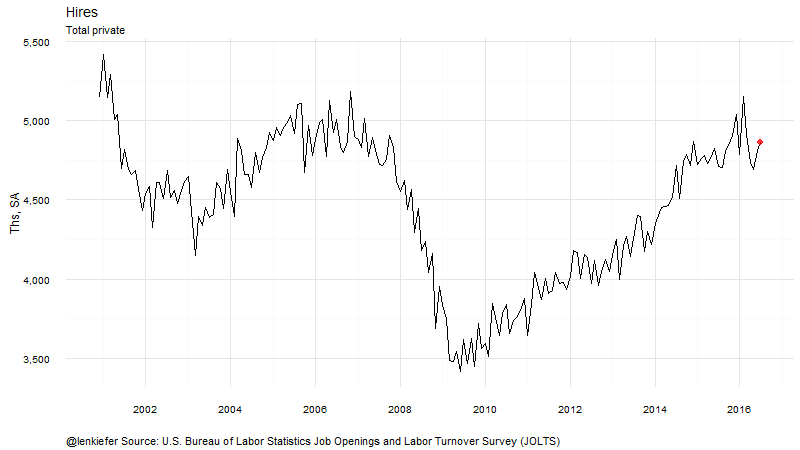 Hires
Total private
5,500
5,000
4,500
4,000
3,500
Ths, SA
2002 2004 2006 2008 2010 2012 2014 2016
@lenkiefer Source: U.S. Bureau of Labor Statistics Job Openings and Labor Turnover Survey (JOLTS)